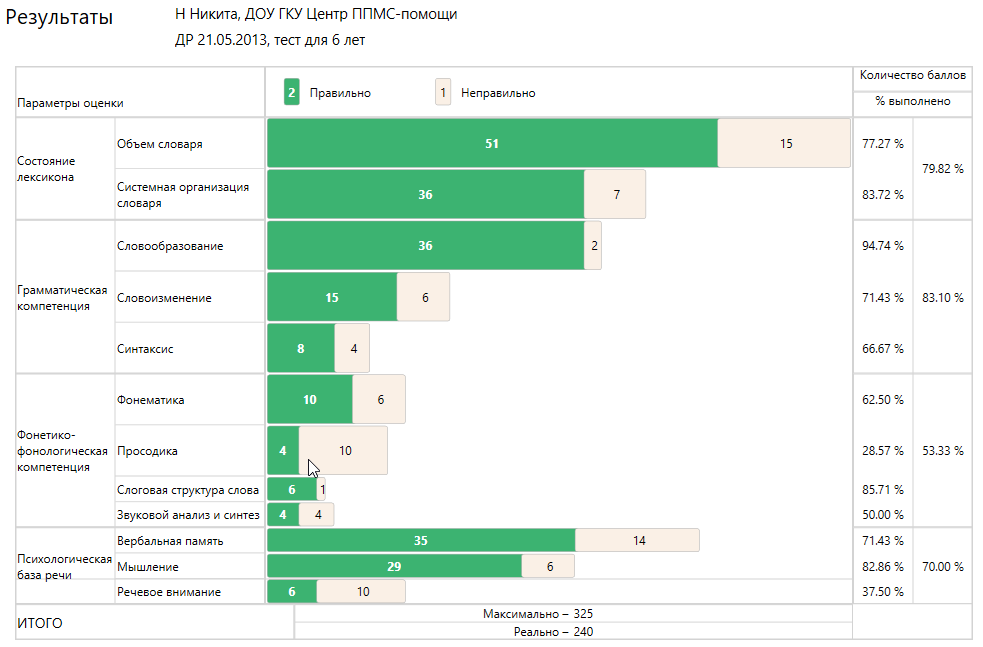 Результаты
Н Никита, ДОУ ГКУ Центр ППМС-помощи
ДР 21.05.2013, тест для 6 лет
Параметры оценки
2 Правильно 1 Неправильно
Количество баллов
% выполнено
Состояние
лексикона
Объем словаря 51 15 77.27 %
79.82 %
Системная организация
словаря
36 7 83.72 %
Грамматическая
компетенция
Словообразование 36 2 94.74 %
Словоизменение 15 6 71.43 % 83.10 %
Синтаксис 8 4 66.67 %
Фонетико-
фонологическая
компетенция
Фонематика 10 6 62.50 %
Просодика 4 10 28.57 % 53.33 %
Слоговая структура слова 6 1 85.71 %
Звуковой анализ и синтез 4 4 50.00 %
Психологическая
база речи
Вербальная память 35 14 71.43 %
Мышление 29 6 82.86 % 70.00 %
Речевое внимание 6 10 37.50 %
ИТОГО
Максимально – 325
Реально – 240